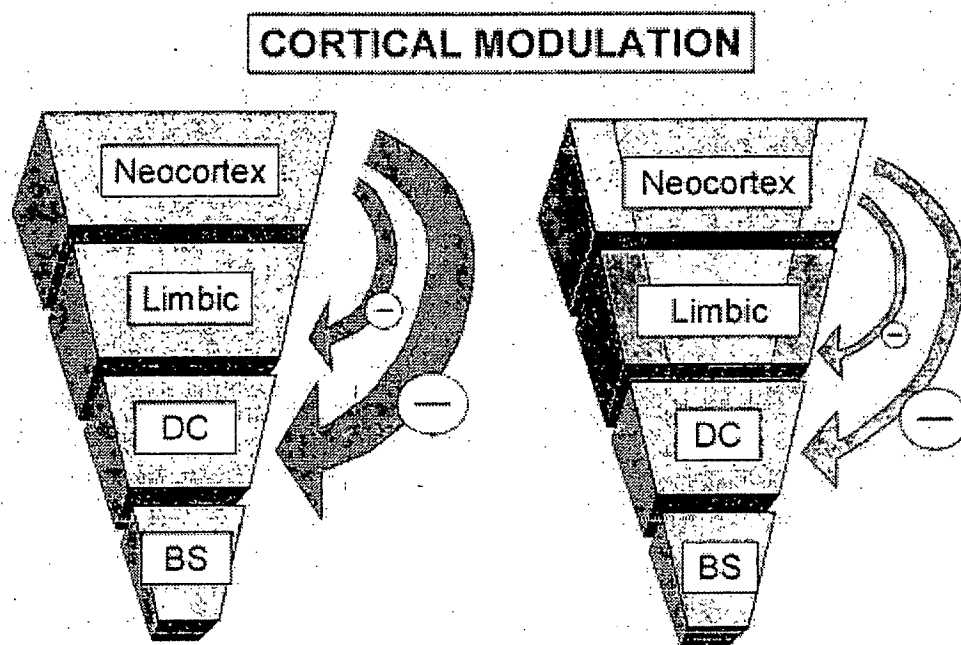 CORTICAL MODULATION
Neocortex
Limbic
−
DC
−
BS
Neocortex
Limbic
−
DC
−
BS